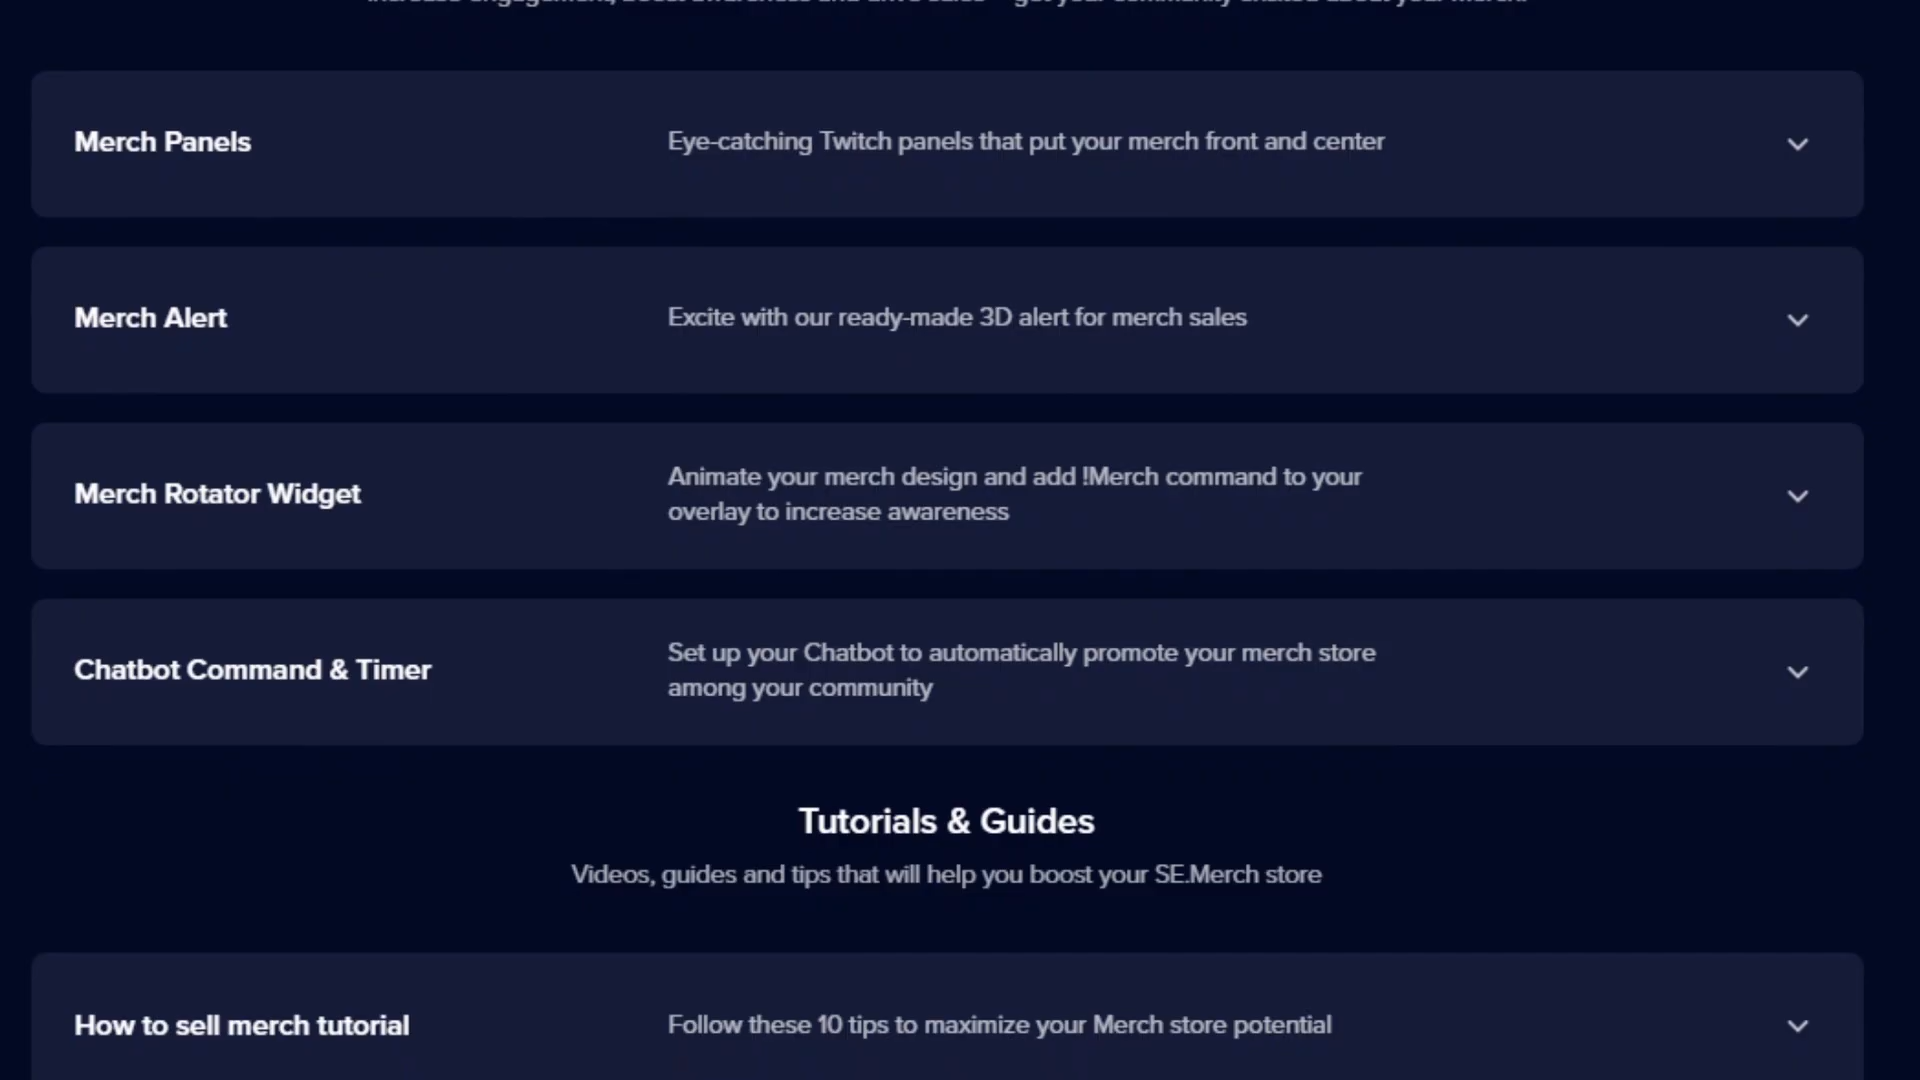 Merch Panels
Eye-catching Twitch panels that put your merch front and center
Merch Alert
Excite with our ready-made 3D alert for merch sales
Merch Rotator Widget
Animate your merch design and add !Merch command to your
overlay to increase awareness
Chatbot Command & Timer
Set up your Chatbot to automatically promote your merch store
among your community
Tutorials & Guides
Videos, guides and tips that will help you boost your SE.Merch store
How to sell merch tutorial
Follow these 10 tips to maximize your Merch store potential